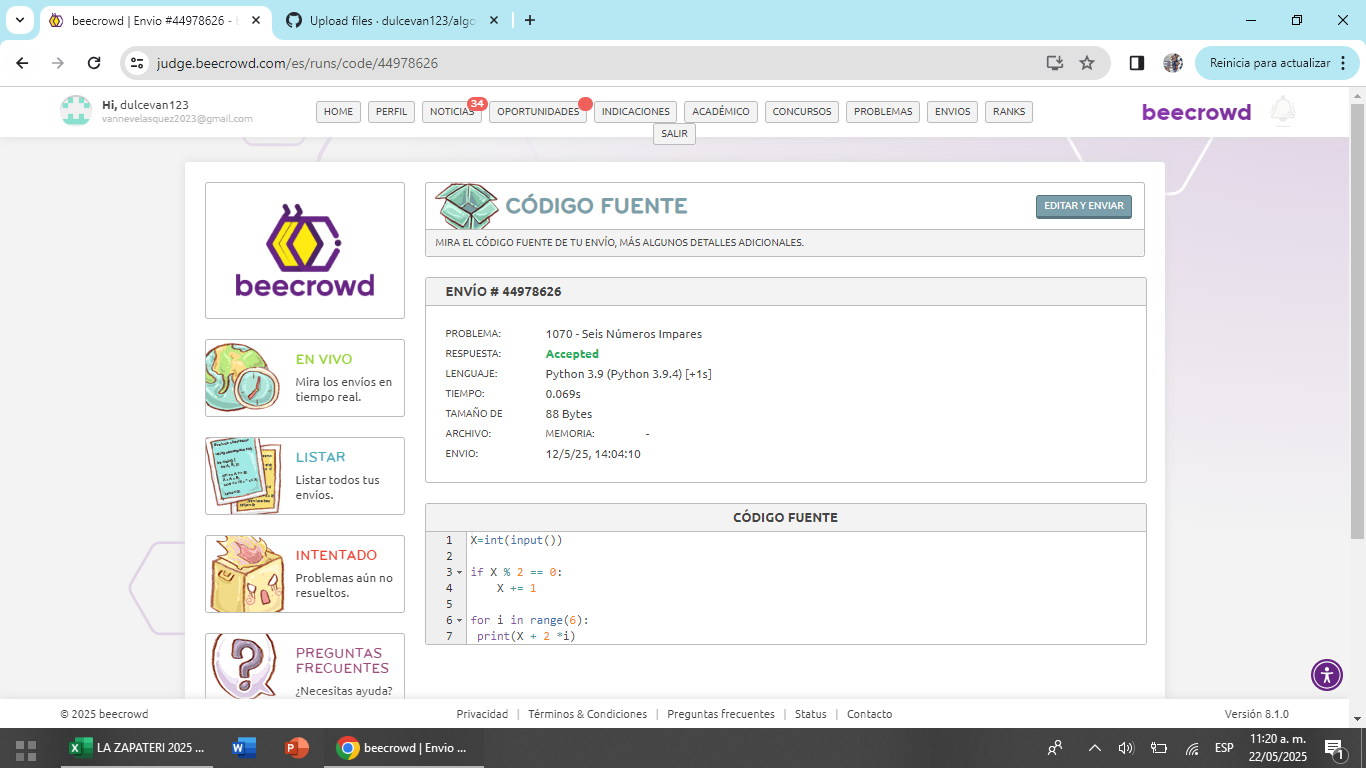 beecrowd | Envio #44978626 - 
Upload files · dulcevan123/algo
judge.beecrowd.com/es/runs/code/44978626
Reinicia para actualizar
Hi, dulcevan123
vannevelasquez2023@gmail.com
HOME
PERFIL
NOTICIAS
34
OPORTUNIDADES
INDICACIONES
ACADÉMICO
CONCURSOS
PROBLEMAS
ENVIOS
RANKS
SALIR
beecrowd
beecrowd
CÓDIGO FUENTE
EDITAR Y ENVIAR
MIRA EL CÓDIGO FUENTE DE TU ENVÍO, MÁS ALGUNOS DETALLES ADICIONALES.
EN VIVO
Mira los envíos en
tiempo real.
LISTAR
Listar todos tus
envíos.
INTENTADO
Problemas aún no
resueltos.
PREGUNTAS
FRECUENTES
¿Necesitas ayuda?
ENVÍO # 44978626
PROBLEMA: 1070 - Seis Números Impares
RESPUESTA: Accepted
LENGUAJE: Python 3.9 (Python 3.9.4) [+1s]
TIEMPO: 0.069s
TAMAÑO DE 88 Bytes
ARCHIVO: MEMORIA: -
ENVIO: 12/5/25, 14:04:10
CÓDIGO FUENTE
1 X=int(input())
2
3 if X % 2 == 0:
4     X += 1
5
6 for i in range(6):
7  print(X + 2 *i)
© 2025 beecrowd
Privacidad | Términos & Condiciones | Preguntas frecuentes | Status | Contacto
Versión 8.1.0
LA ZAPATERI 2025 ...
beecrowd | Envio ...
ESP
11:20 a. m.
22/05/2025
1